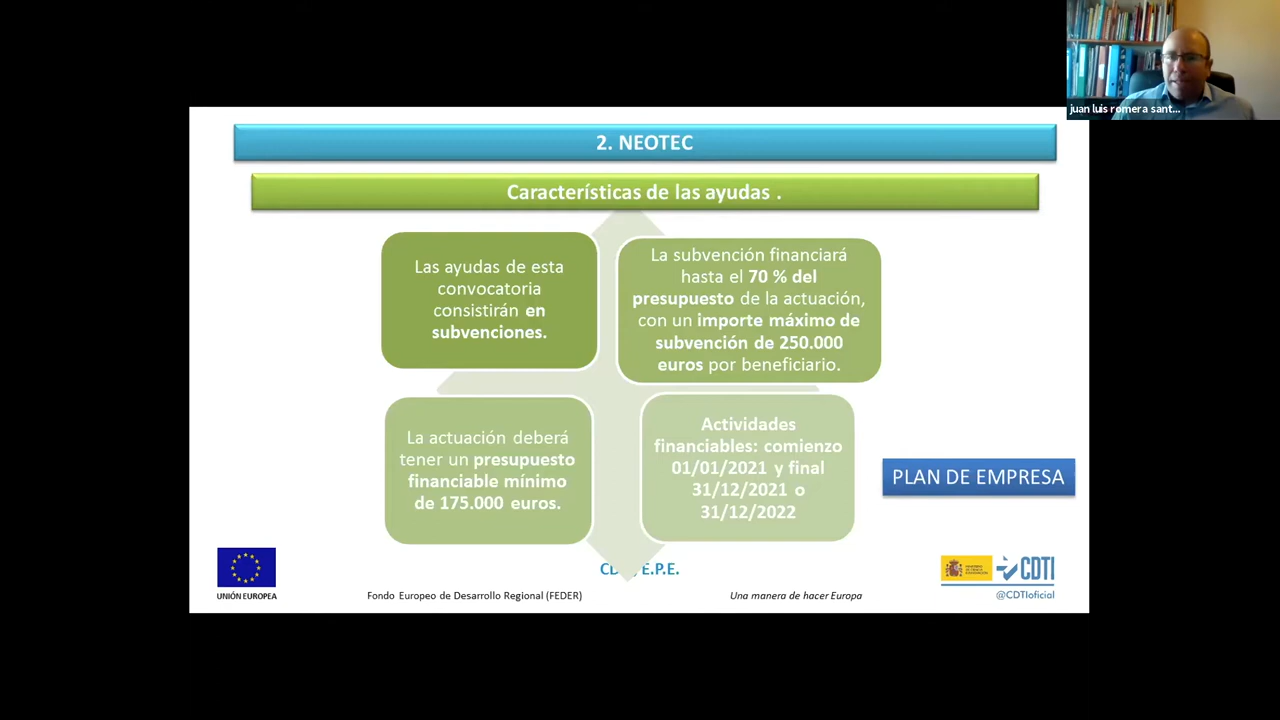 juan luis romera sant...
2. NEOTEC
Características de las ayudas .
Las ayudas de esta
convocatoria
consistirán en
subvenciones.
La subvención financiará
hasta el 70 % del
presupuesto de la actuación,
con un importe máximo de
subvención de 250.000
euros por beneficiario.
La actuación deberá
tener un presupuesto
financiable mínimo
de 175.000 euros.
Actividades
financiables: comienzo
01/01/2021 y final
31/12/2021 o
31/12/2022
PLAN DE EMPRESA
E.P.E.
UNIÓN EUROPEA
Fondo Europeo de Desarrollo Regional (FEDER)
Una manera de hacer Europa
CDTI
@CDTIoficial